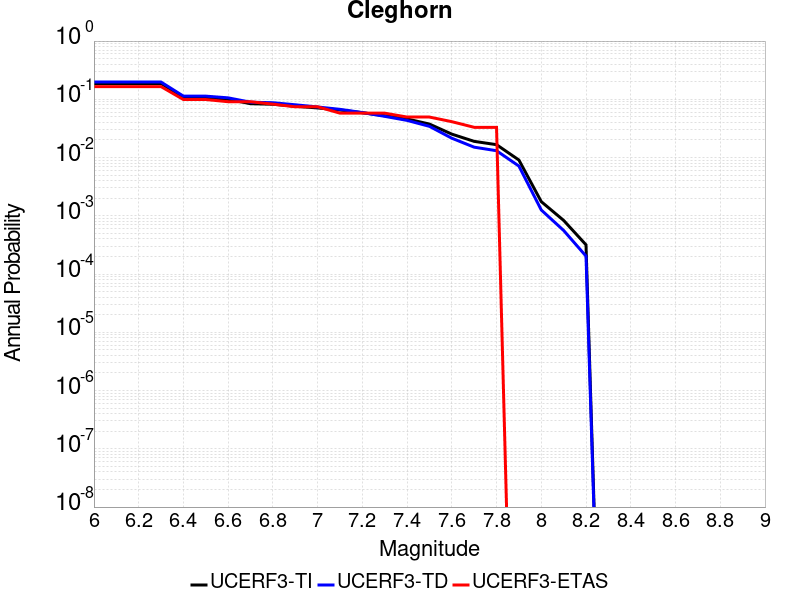 Cleghorn
10^0
10^-1
10^-2
10^-3
10^-4
10^-5
10^-6
10^-7
10^-8
Annual Probability
6 6.2 6.4 6.6 6.8 7 7.2 7.4 7.6 7.8 8 8.2 8.4 8.6 8.8 9
Magnitude
UCERF3-TI UCERF3-TD UCERF3-ETAS